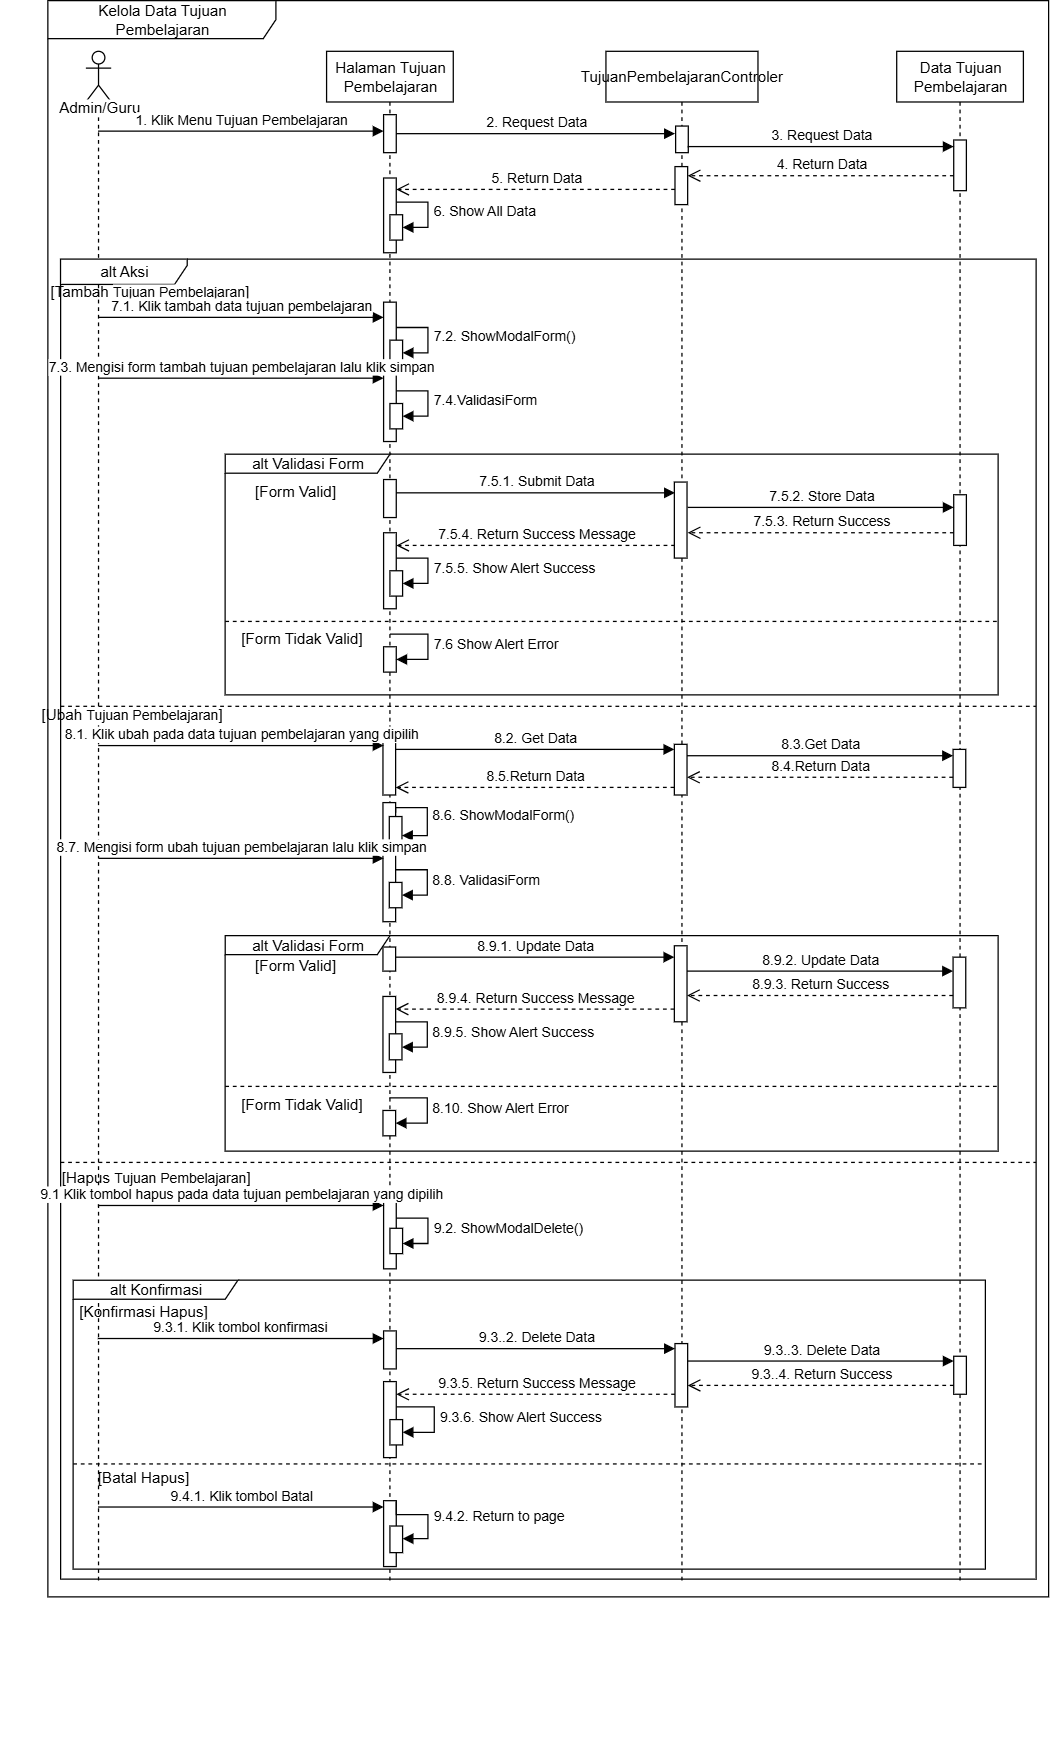 Kelola Data Tujuan
Pembelajaran
Admin/Guru
Halaman Tujuan
Pembelajaran
TujuanPembelajaranControler
Data Tujuan
Pembelajaran
1. Klik Menu Tujuan Pembelajaran
2. Request Data
3. Request Data
4. Return Data
5. Return Data
6. Show All Data
alt Aksi
[Tambah Tujuan Pembelajaran]
7.1. Klik tambah data tujuan pembelajaran
7.2. ShowModalForm()
7.3. Mengisi form tambah tujuan pembelajaran lalu klik simpan
7.4.ValidasiForm
alt Validasi Form
[Form Valid]
7.5.1. Submit Data
7.5.2. Store Data
7.5.3. Return Success
7.5.4. Return Success Message
7.5.5. Show Alert Success
[Form Tidak Valid]
7.6 Show Alert Error
[Ubah Tujuan Pembelajaran]
8.1. Klik ubah pada data tujuan pembelajaran yang dipilih
8.2. Get Data
8.3.Get Data
8.4.Return Data
8.5.Return Data
8.6. ShowModalForm()
8.7. Mengisi form ubah tujuan pembelajaran lalu klik simpan
8.8. ValidasiForm
alt Validasi Form
[Form Valid]
8.9.1. Update Data
8.9.2. Update Data
8.9.3. Return Success
8.9.4. Return Success Message
8.9.5. Show Alert Success
[Form Tidak Valid]
8.10. Show Alert Error
[Hapus Tujuan Pembelajaran]
9.1 Klik tombol hapus pada data tujuan pembelajaran yang dipilih
9.2. ShowModalDelete()
alt Konfirmasi
[Konfirmasi Hapus]
9.3.1. Klik tombol konfirmasi
9.3..2. Delete Data
9.3..3. Delete Data
9.3..4. Return Success
9.3.5. Return Success Message
9.3.6. Show Alert Success
[Batal Hapus]
9.4.1. Klik tombol Batal
9.4.2. Return to page